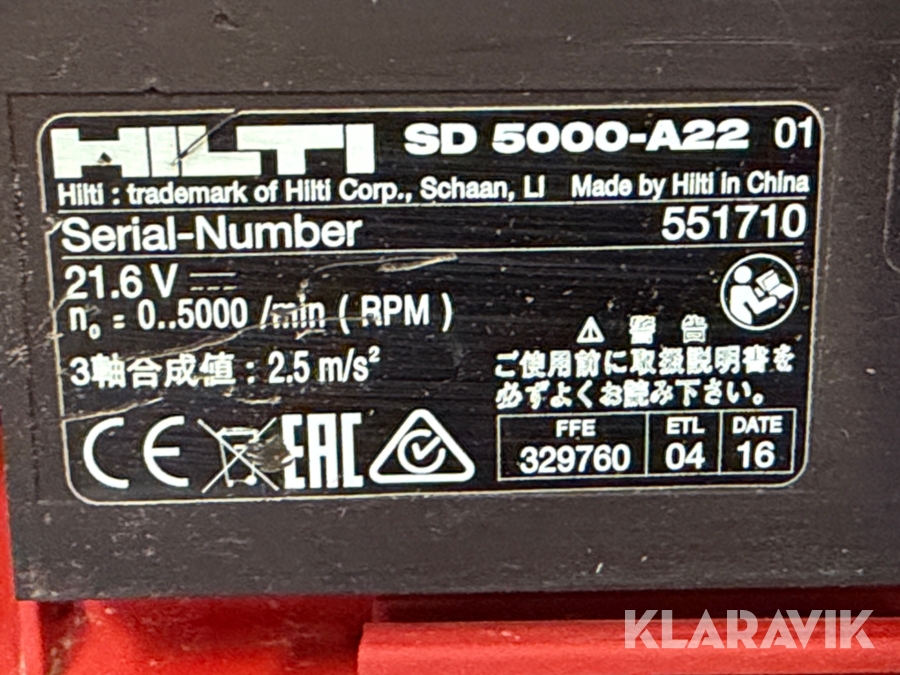 HILTI SD 5000-A22 01
Hilti : trademark of Hilti Corp., Schaan, LI Made by Hilti in China
Serial-Number 551710
21.6 V
n₀ = 0..5000 /min ( RPM )
3軸合成値 : 2.5 m/s²
⚠ 警告
ご使用前に取扱説明書を
必ずよくお読み下さい。
CE EAC
FFE ETL DATE
329760 04 16
KLARAVIK